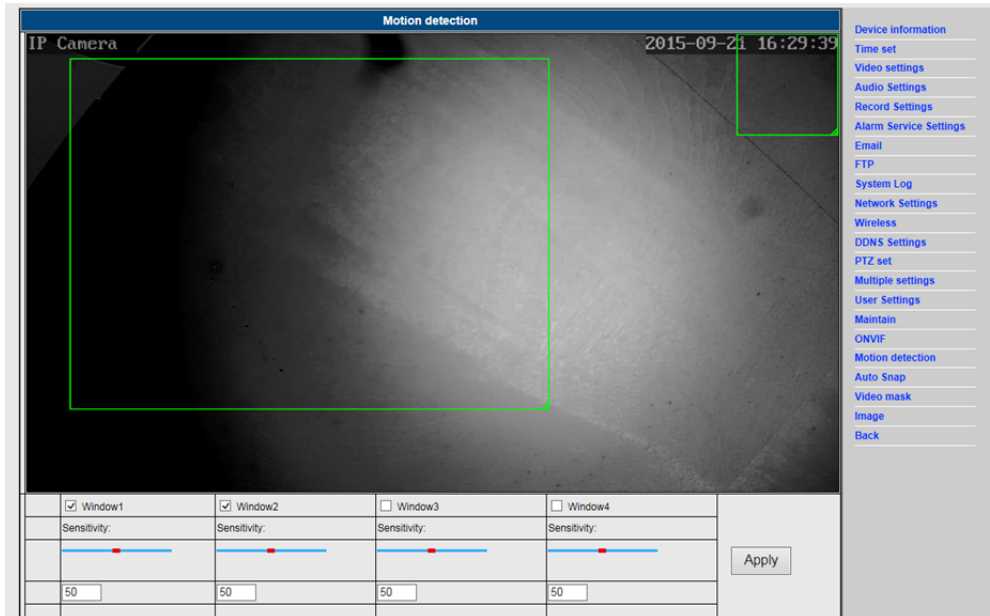 Motion detection
IP Camera
2015-09-21 16:29:39
Window1
Window2
Window3
Window4
Sensitivity:
Sensitivity:
Sensitivity:
Sensitivity:
50
50
50
50
Apply
Device information
Time set
Video settings
Audio Settings
Record Settings
Alarm Service Settings
Email
FTP
System Log
Network Settings
Wireless
DDNS Settings
PTZ set
Multiple settings
User Settings
Maintain
ONVIF
Motion detection
Auto Snap
Video mask
Image
Back